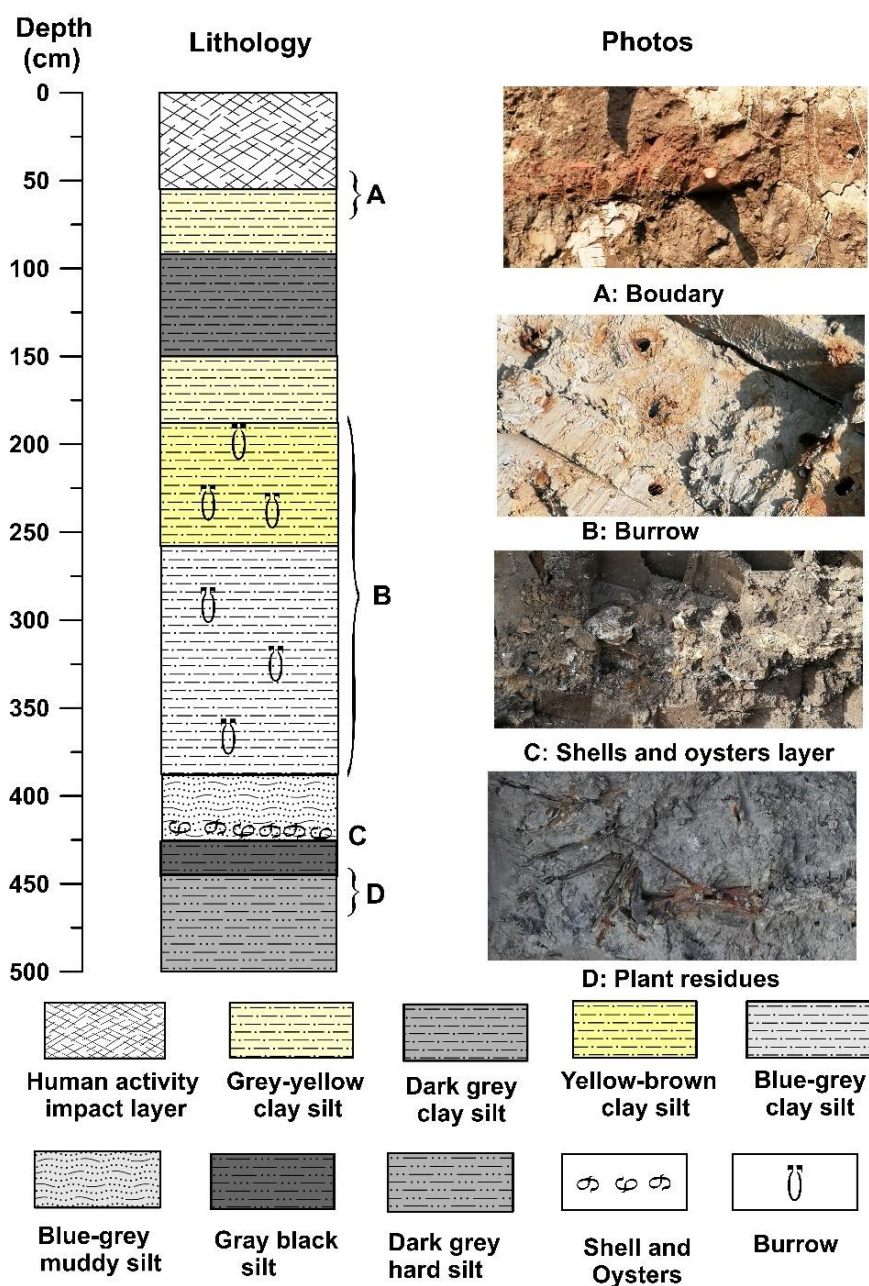 Depth
(cm)
Lithology
Photos
0
50
100
150
200
250
300
350
400
450
500
A
B
C
D
A: Boudary
B: Burrow
C: Shells and oysters layer
D: Plant residues
Human activity
impact layer
Grey-yellow
clay silt
Dark grey
clay silt
Yellow-brown
clay silt
Blue-grey
clay silt
Blue-grey
muddy silt
Gray black
silt
Dark grey
hard silt
Shell and
Oysters
Burrow